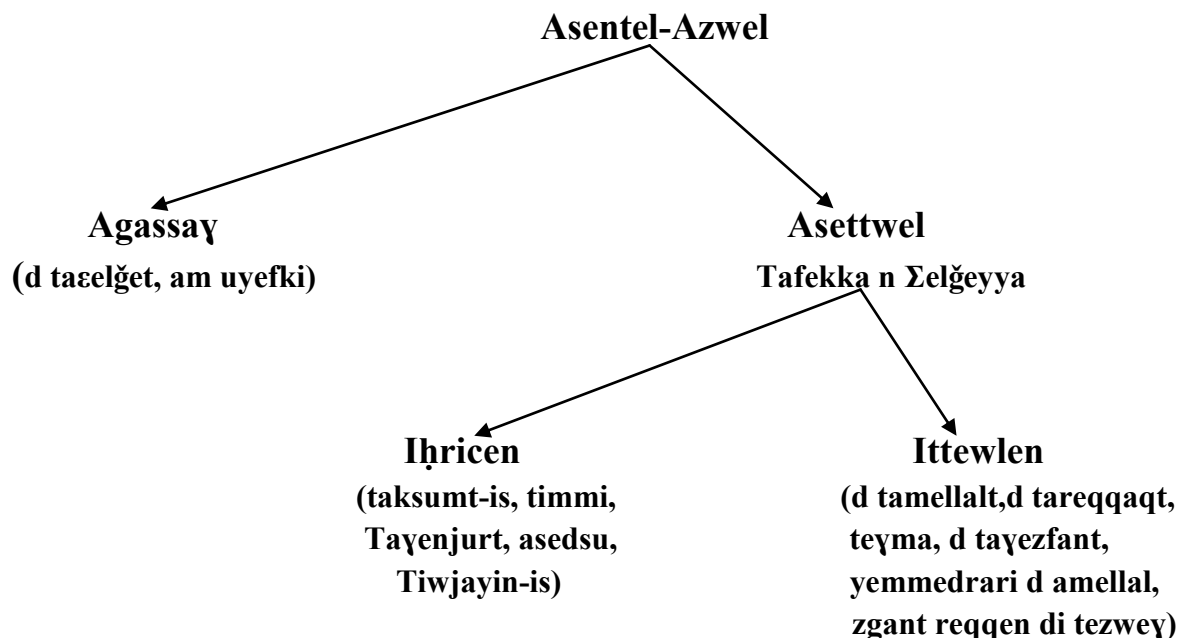 Asentel-Azwel
Agassaɣ
(d taɛelǧet, am uyefki)
Asettwel
Tafekka n Ʃelǧeyya
Iḥricen
(taksumt-is, timmi,
Taɣenjurt, asedsu,
Tiwjayin-is)
Ittewlen
(d tamellalt,d tareqqaqt,
teɣma, d taɣezfant,
yemmedrari d amellal,
zgant reqqen di tezweɣ)